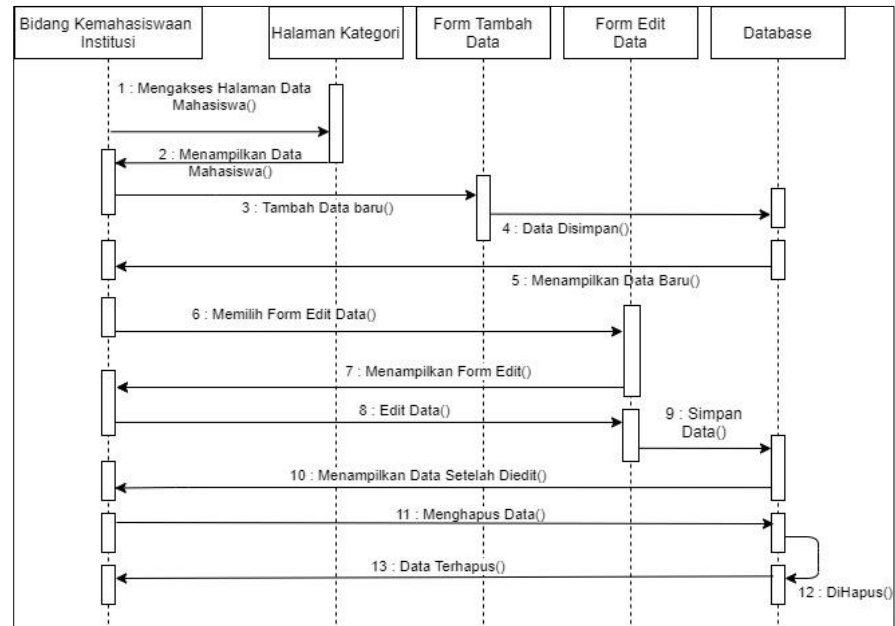 Bidang Kemahasiswaan
Institusi
Halaman Kategori
Form Tambah
Data
Form Edit
Data
Database
1 : Mengakses Halaman Data
Mahasiswa()
2 : Menampilkan Data
Mahasiswa()
3 : Tambah Data baru()
4 : Data Disimpan()
5 : Menampilkan Data Baru()
6 : Memilih Form Edit Data()
7 : Menampilkan Form Edit()
8 : Edit Data()
9 : Simpan
Data()
10 : Menampilkan Data Setelah Diedit()
11 : Menghapus Data()
12 : DiHapus()
13 : Data Terhapus()